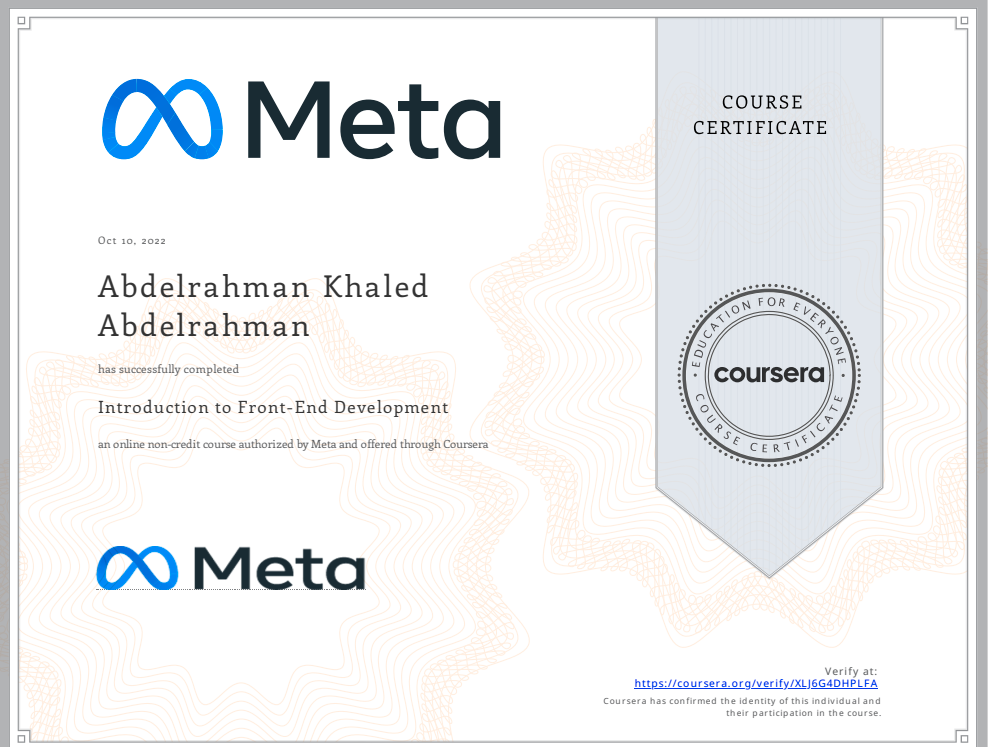 Meta
COURSE
CERTIFICATE
Oct 10, 2022
Abdelrahman Khaled
Abdelrahman
has successfully completed
Introduction to Front-End Development
an online non-credit course authorized by Meta and offered through Coursera
EDUCATION FOR EVERYONE
coursera
COURSE CERTIFICATE
Meta
Verify at:
https://coursera.org/verify/XLJ6G4DHPLFA
Coursera has confirmed the identity of this individual and
their participation in the course.